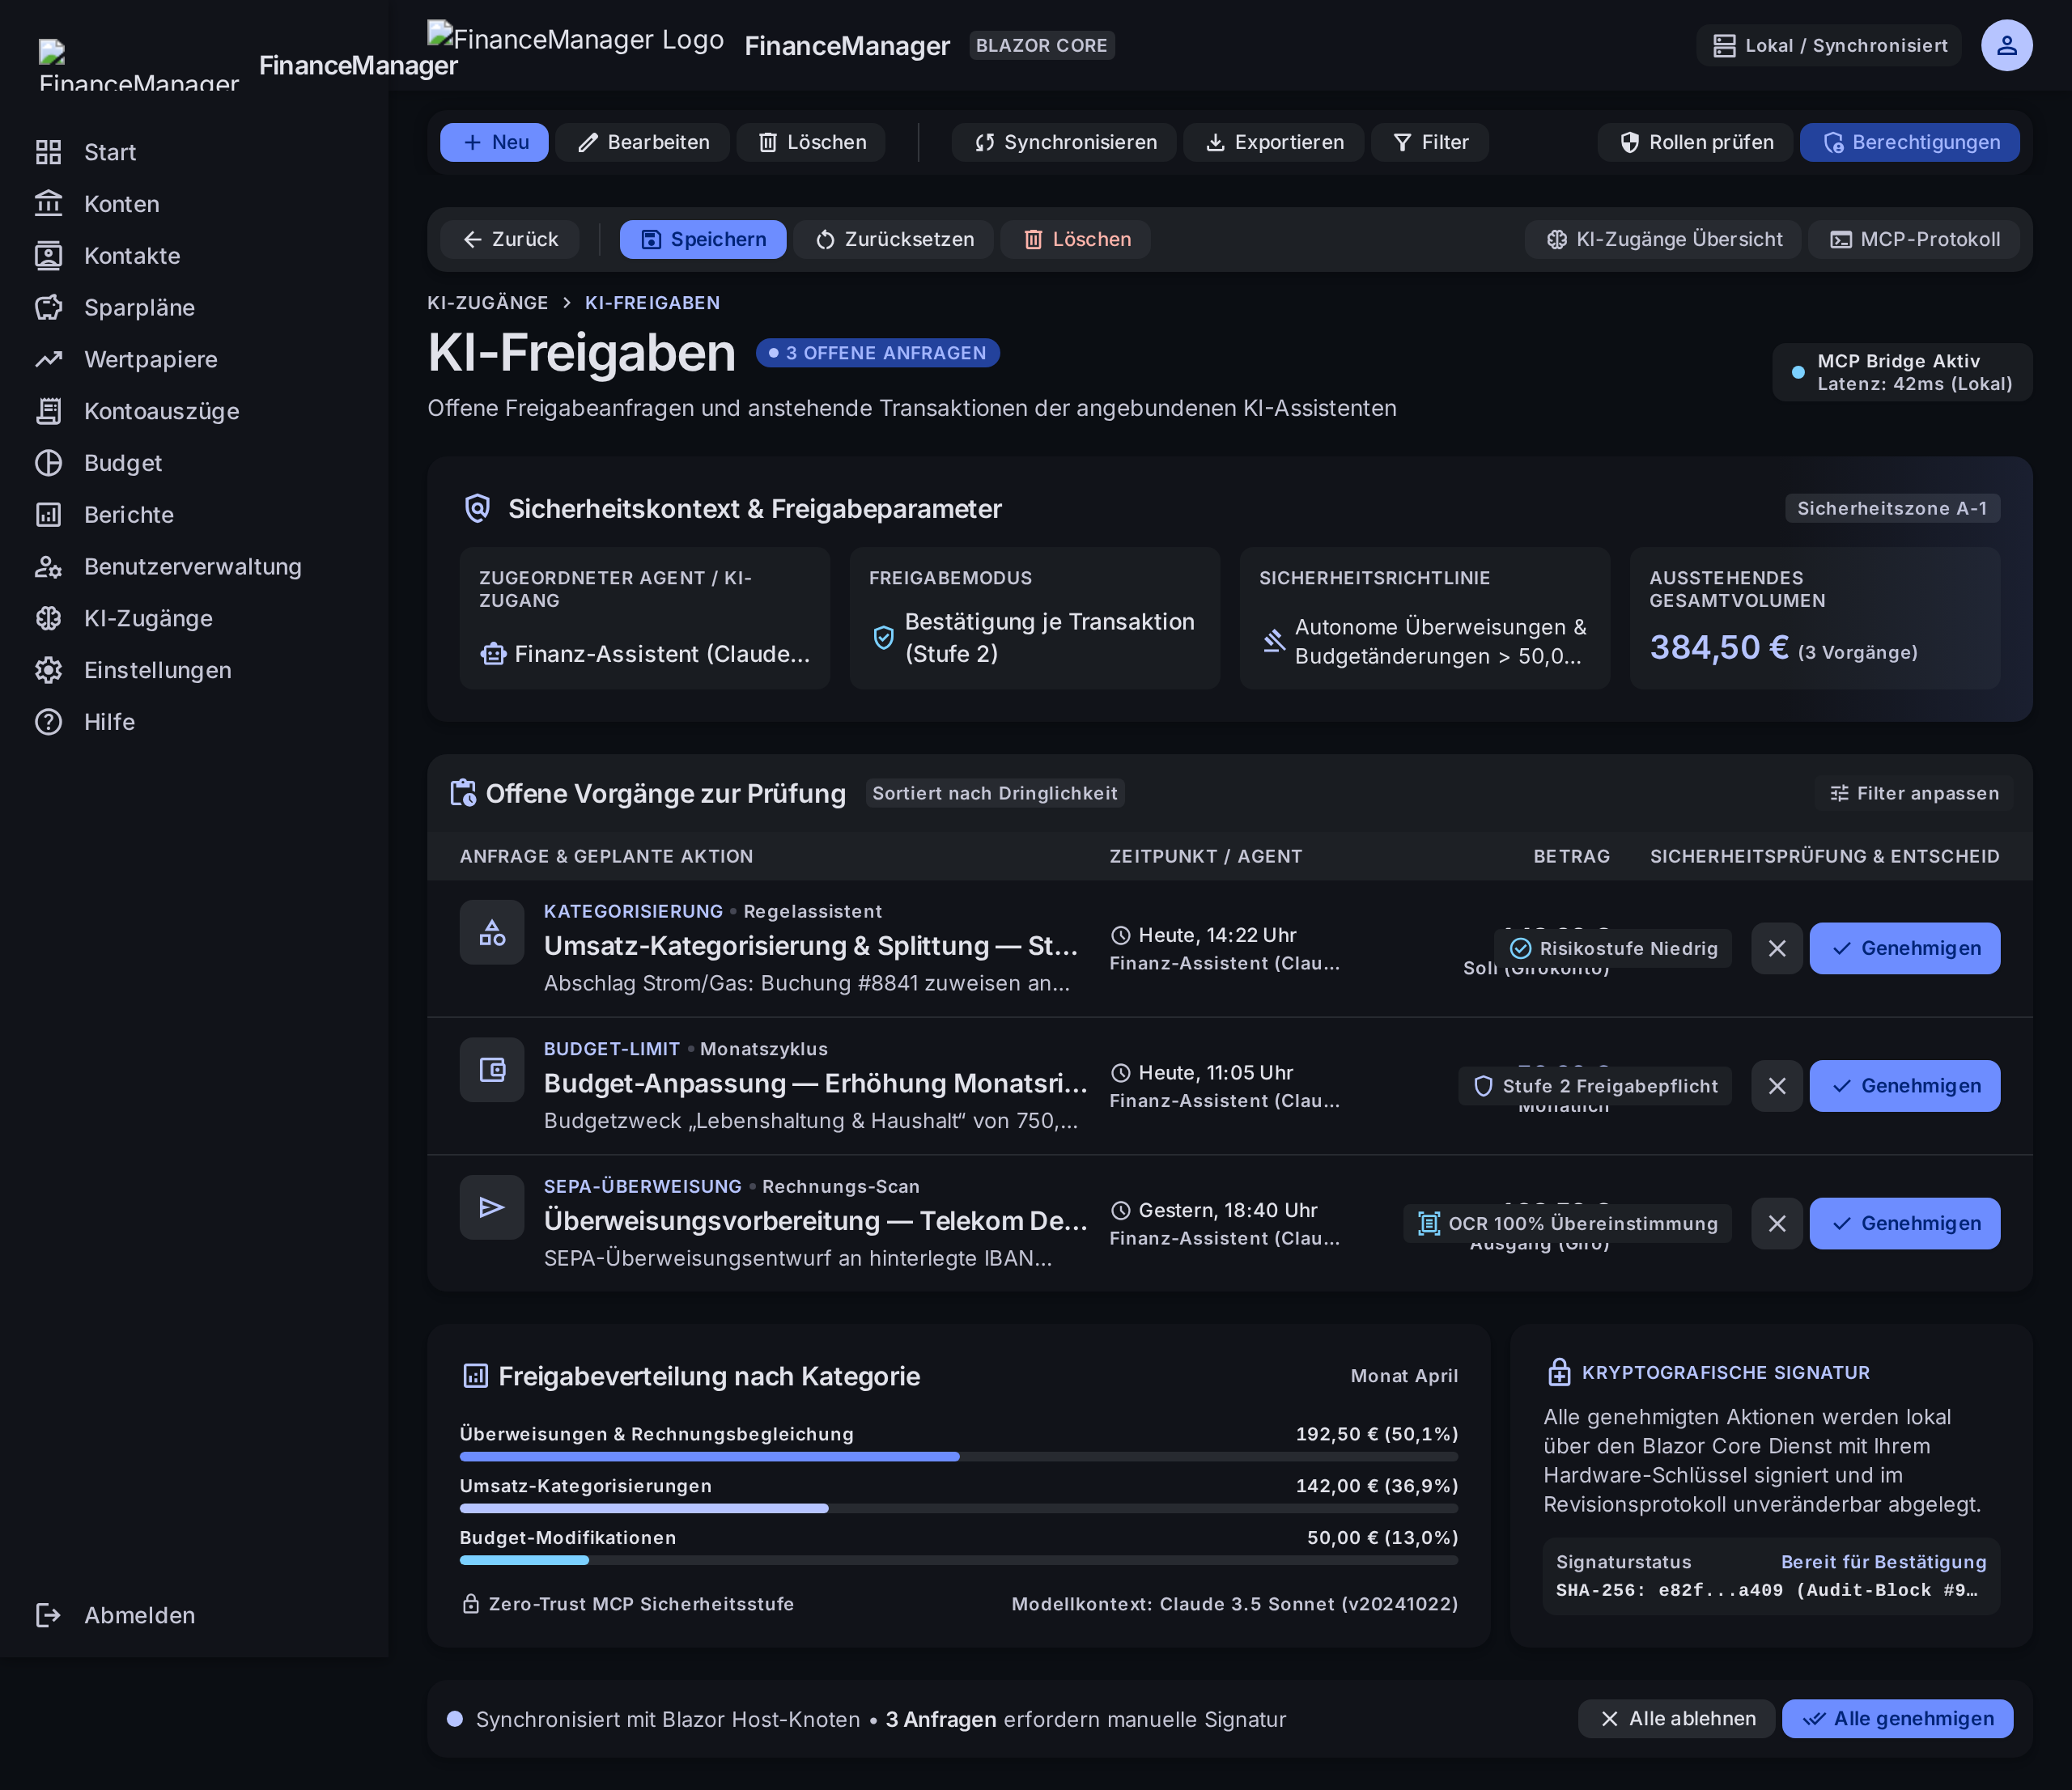 FinanceManager
FinanceManager
Start
Konten
Kontakte
Sparpläne
Wertpapiere
Kontoauszüge
Budget
Berichte
Benutzerverwaltung
KI-Zugänge
Einstellungen
Hilfe
Abmelden
FinanceManager Logo
FinanceManager
BLAZOR CORE
Lokal / Synchronisiert
Neu
Bearbeiten
Löschen
Synchronisieren
Exportieren
Filter
Rollen prüfen
Berechtigungen
Zurück
Speichern
Zurücksetzen
Löschen
KI-Zugänge Übersicht
MCP-Protokoll
KI-ZUGÄNGE > KI-FREIGABEN
KI-Freigaben
3 OFFENE ANFRAGEN
Offene Freigabeanfragen und anstehende Transaktionen der angebundenen KI-Assistenten
MCP Bridge Aktiv
Latenz: 42ms (Lokal)
Sicherheitskontext & Freigabeparameter
Sicherheitszone A-1
ZUGEORDNETER AGENT / KI-
ZUGANG
Finanz-Assistent (Claude...
FREIGABEMODUS
Bestätigung je Transaktion
(Stufe 2)
SICHERHEITSRICHTLINIE
Autonome Überweisungen &
Budgetänderungen > 50,0...
AUSSTEHENDES
GESAMTVOLUMEN
384,50 € (3 Vorgänge)
Offene Vorgänge zur Prüfung
Sortiert nach Dringlichkeit
Filter anpassen
ANFRAGE & GEPLANTE AKTION
ZEITPUNKT / AGENT
BETRAG
SICHERHEITSPRÜFUNG & ENTSCHEID
KATEGORISIERUNG • Regelassistent
Umsatz-Kategorisierung & Splittung — St...
Abschlag Strom/Gas: Buchung #8841 zuweisen an...
Heute, 14:22 Uhr
Finanz-Assistent (Clau...
Soll (Girokonto)
Risikostufe Niedrig
Genehmigen
BUDGET-LIMIT • Monatszyklus
Budget-Anpassung — Erhöhung Monatsri...
Budgetzweck „Lebenshaltung & Haushalt“ von 750,...
Heute, 11:05 Uhr
Finanz-Assistent (Clau...
Monatlich
Stufe 2 Freigabepflicht
Genehmigen
SEPA-ÜBERWEISUNG • Rechnungs-Scan
Überweisungsvorbereitung — Telekom De...
SEPA-Überweisungsentwurf an hinterlegte IBAN...
Gestern, 18:40 Uhr
Finanz-Assistent (Clau...
Ausgang (Giro)
OCR 100% Übereinstimmung
Genehmigen
Freigabeverteilung nach Kategorie
Monat April
Überweisungen & Rechnungsbegleichung
192,50 € (50,1%)
Umsatz-Kategorisierungen
142,00 € (36,9%)
Budget-Modifikationen
50,00 € (13,0%)
Zero-Trust MCP Sicherheitsstufe
Modellkontext: Claude 3.5 Sonnet (v20241022)
KRYPTOGRAFISCHE SIGNATUR
Alle genehmigten Aktionen werden lokal
über den Blazor Core Dienst mit Ihrem
Hardware-Schlüssel signiert und im
Revisionsprotokoll unveränderbar abgelegt.
Signaturstatus
Bereit für Bestätigung
SHA-256: e82f...a409 (Audit-Block #9…
Synchronisiert mit Blazor Host-Knoten • 3 Anfragen erfordern manuelle Signatur
Alle ablehnen
Alle genehmigen